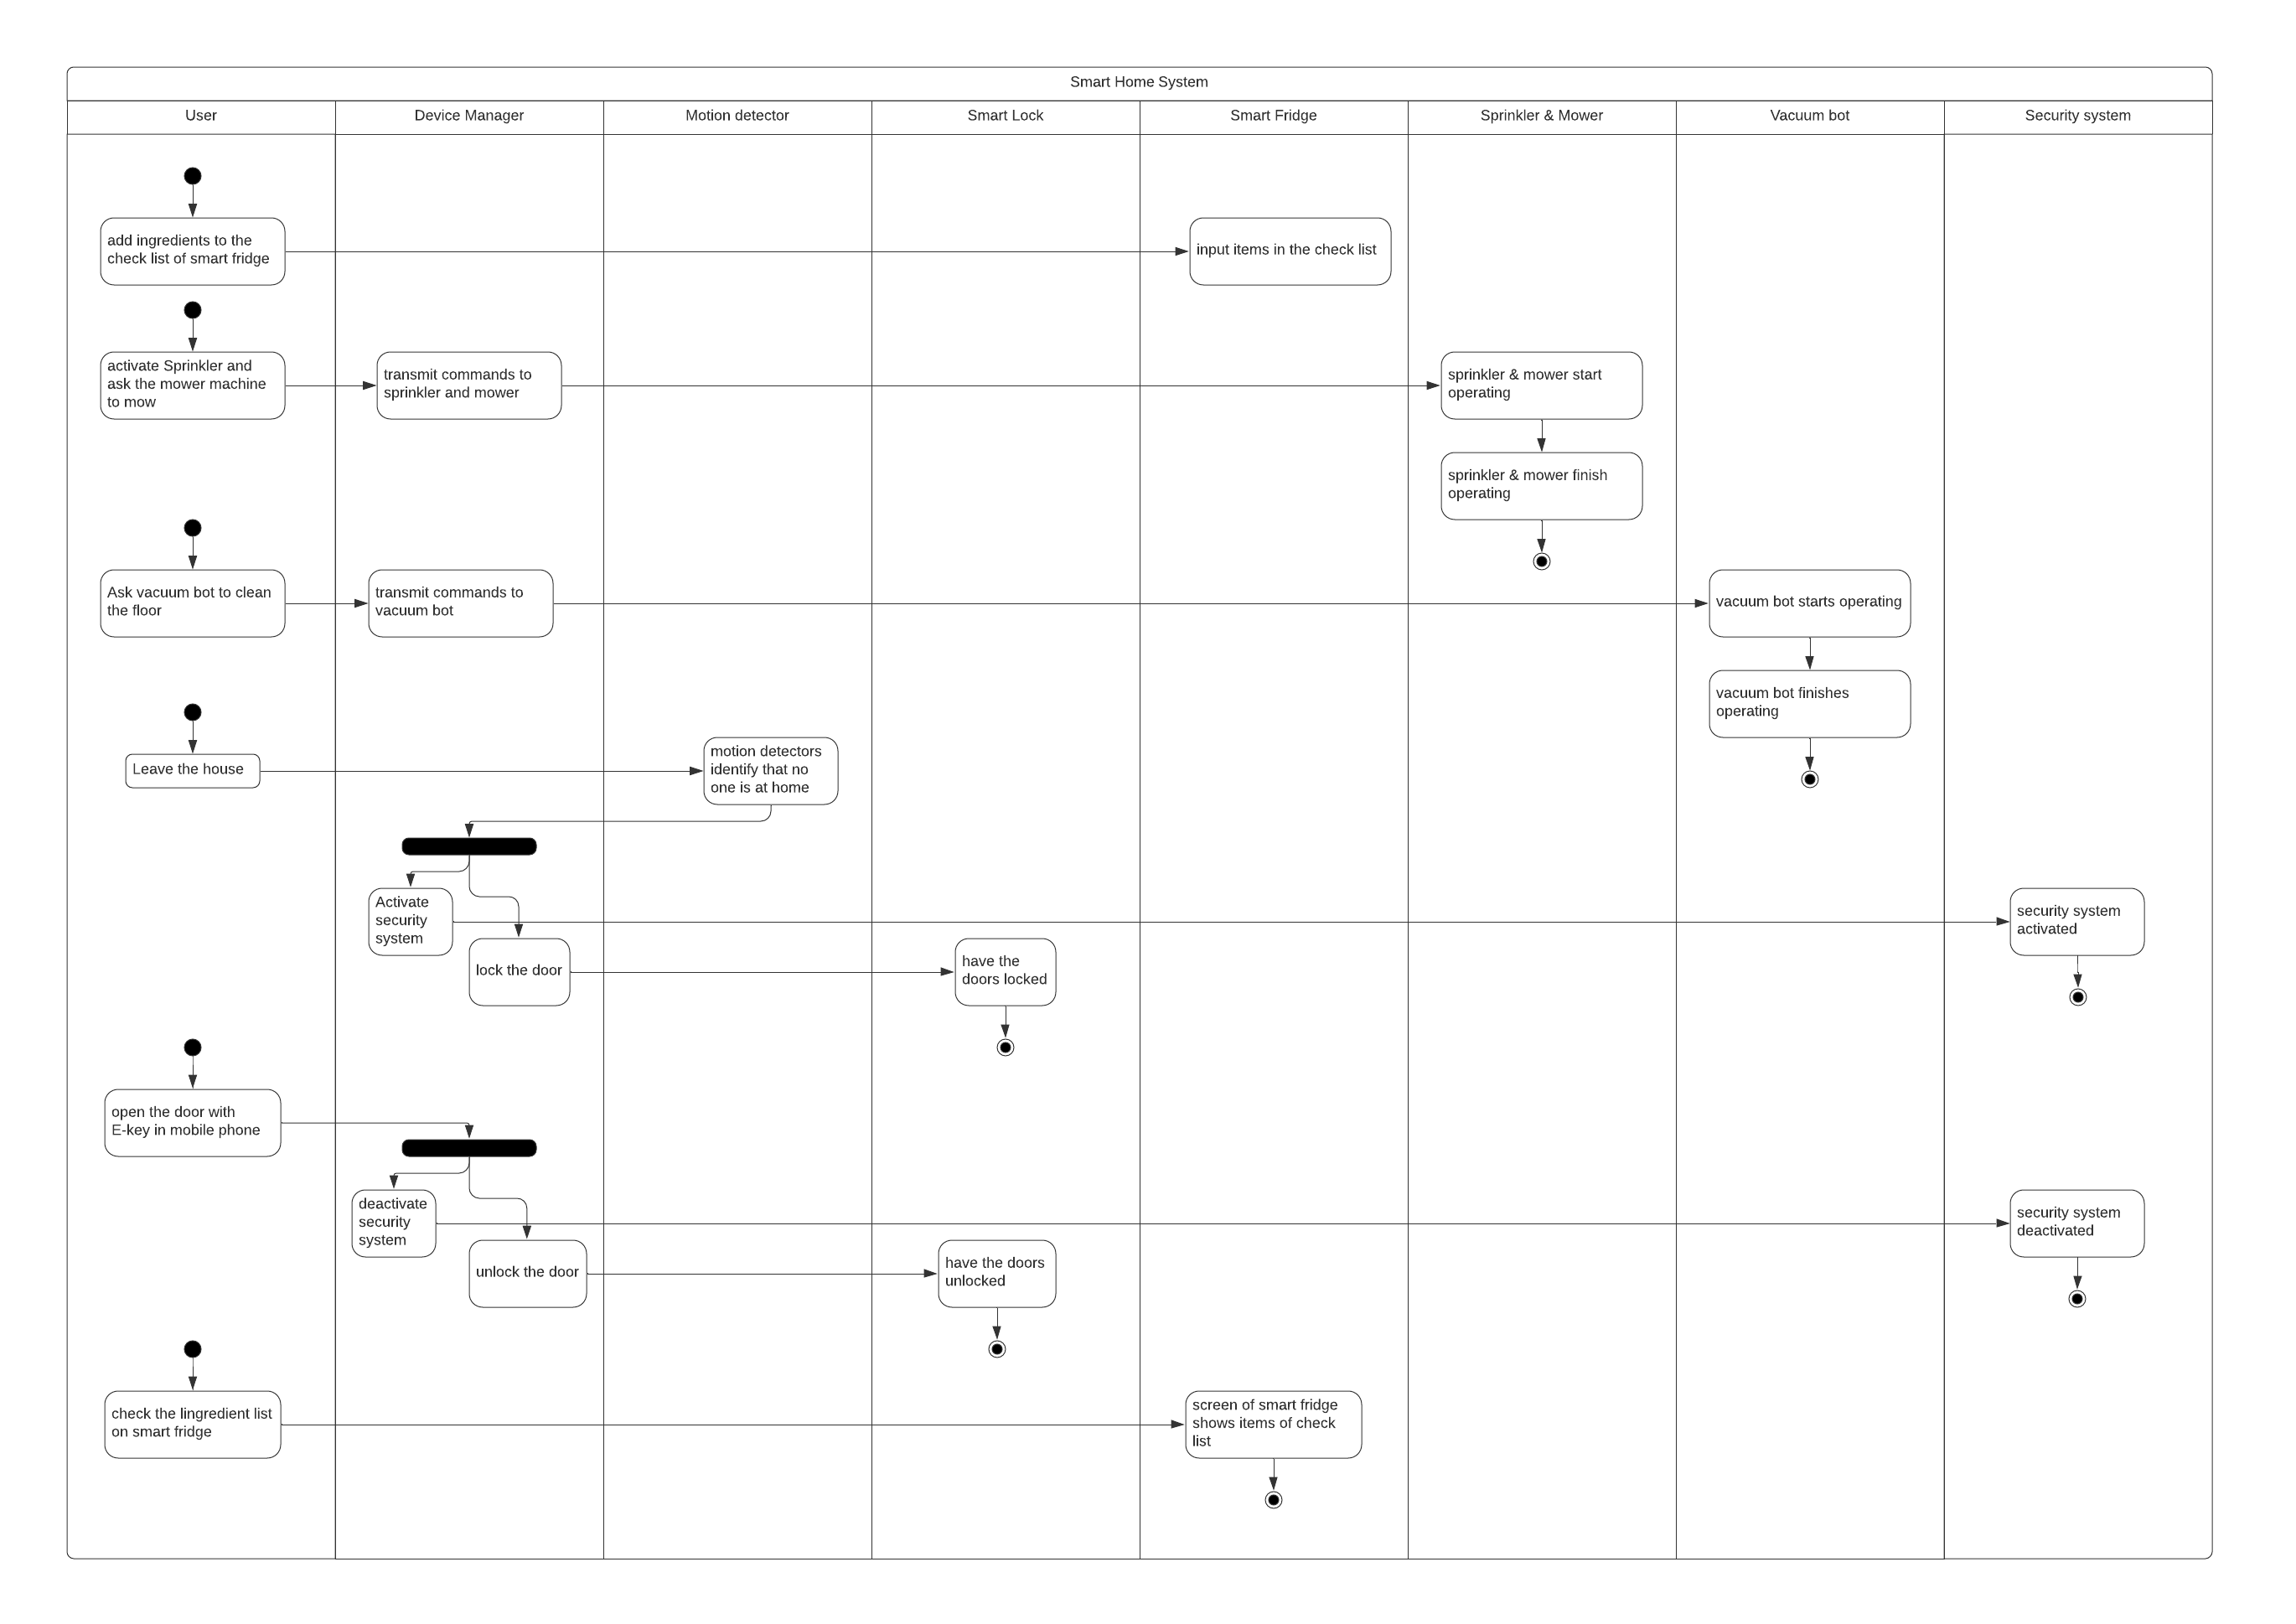 Smart Home System
User
Device Manager
Motion detector
Smart Lock
Smart Fridge
Sprinkler & Mower
Vacuum bot
Security system
add ingredients to the
check list of smart fridge
input items in the check list
activate Sprinkler and
ask the mower machine
to mow
transmit commands to
sprinkler and mower
sprinkler & mower start
operating
sprinkler & mower finish
operating
Ask vacuum bot to clean
the floor
transmit commands to
vacuum bot
vacuum bot starts operating
vacuum bot finishes
operating
Leave the house
motion detectors
identify that no
one is at home
Activate
security
system
security system
activated
lock the door
have the
doors locked
open the door with
E-key in mobile phone
deactivate
security
system
security system
deactivated
unlock the door
have the doors
unlocked
check the lingredient list
on smart fridge
screen of smart fridge
shows items of check
list